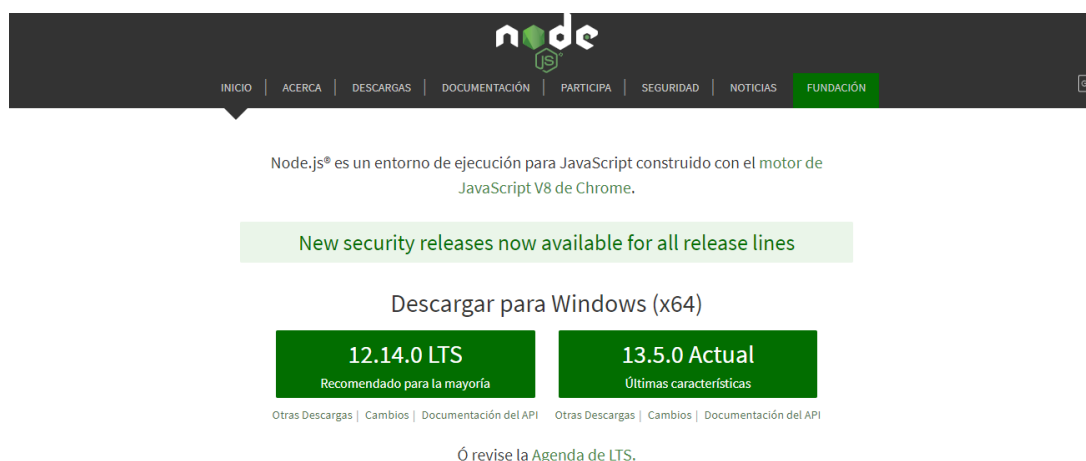 node
JS
INICIO | ACERCA | DESCARGAS | DOCUMENTACIÓN | PARTICIPA | SEGURIDAD | NOTICIAS FUNDACIÓN
Node.js® es un entorno de ejecución para JavaScript construido con el motor de
JavaScript V8 de Chrome.
New security releases now available for all release lines
Descargar para Windows (x64)
12.14.0 LTS
Recomendado para la mayoría
13.5.0 Actual
Últimas características
Otras Descargas | Cambios | Documentación del API
Otras Descargas | Cambios | Documentación del API
Ó revise la Agenda de LTS.